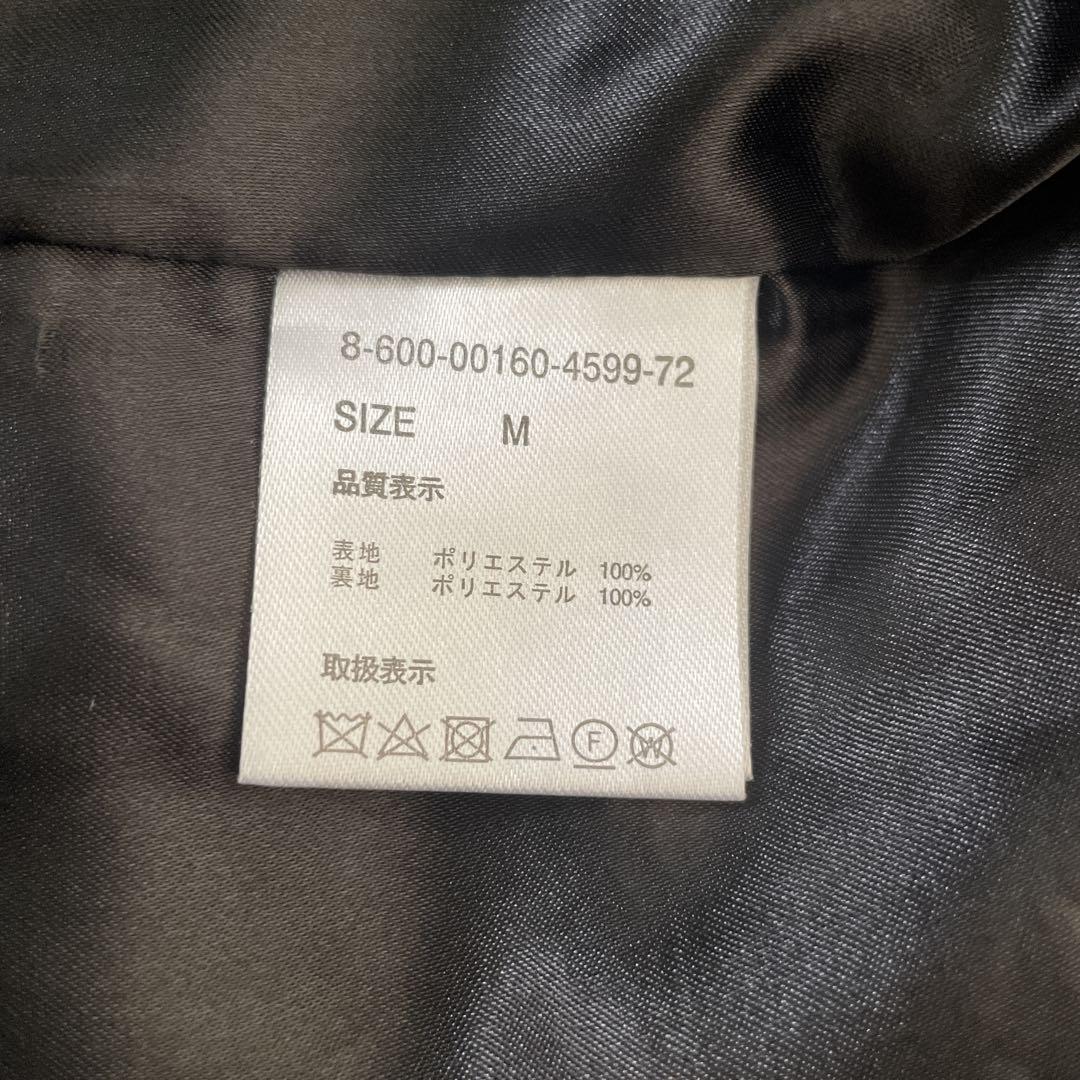 8-600-00160-4599-72
SIZE M
品質表示
表地 ポリエステル 100%
裏地 ポリエステル 100%
取扱表示
F W